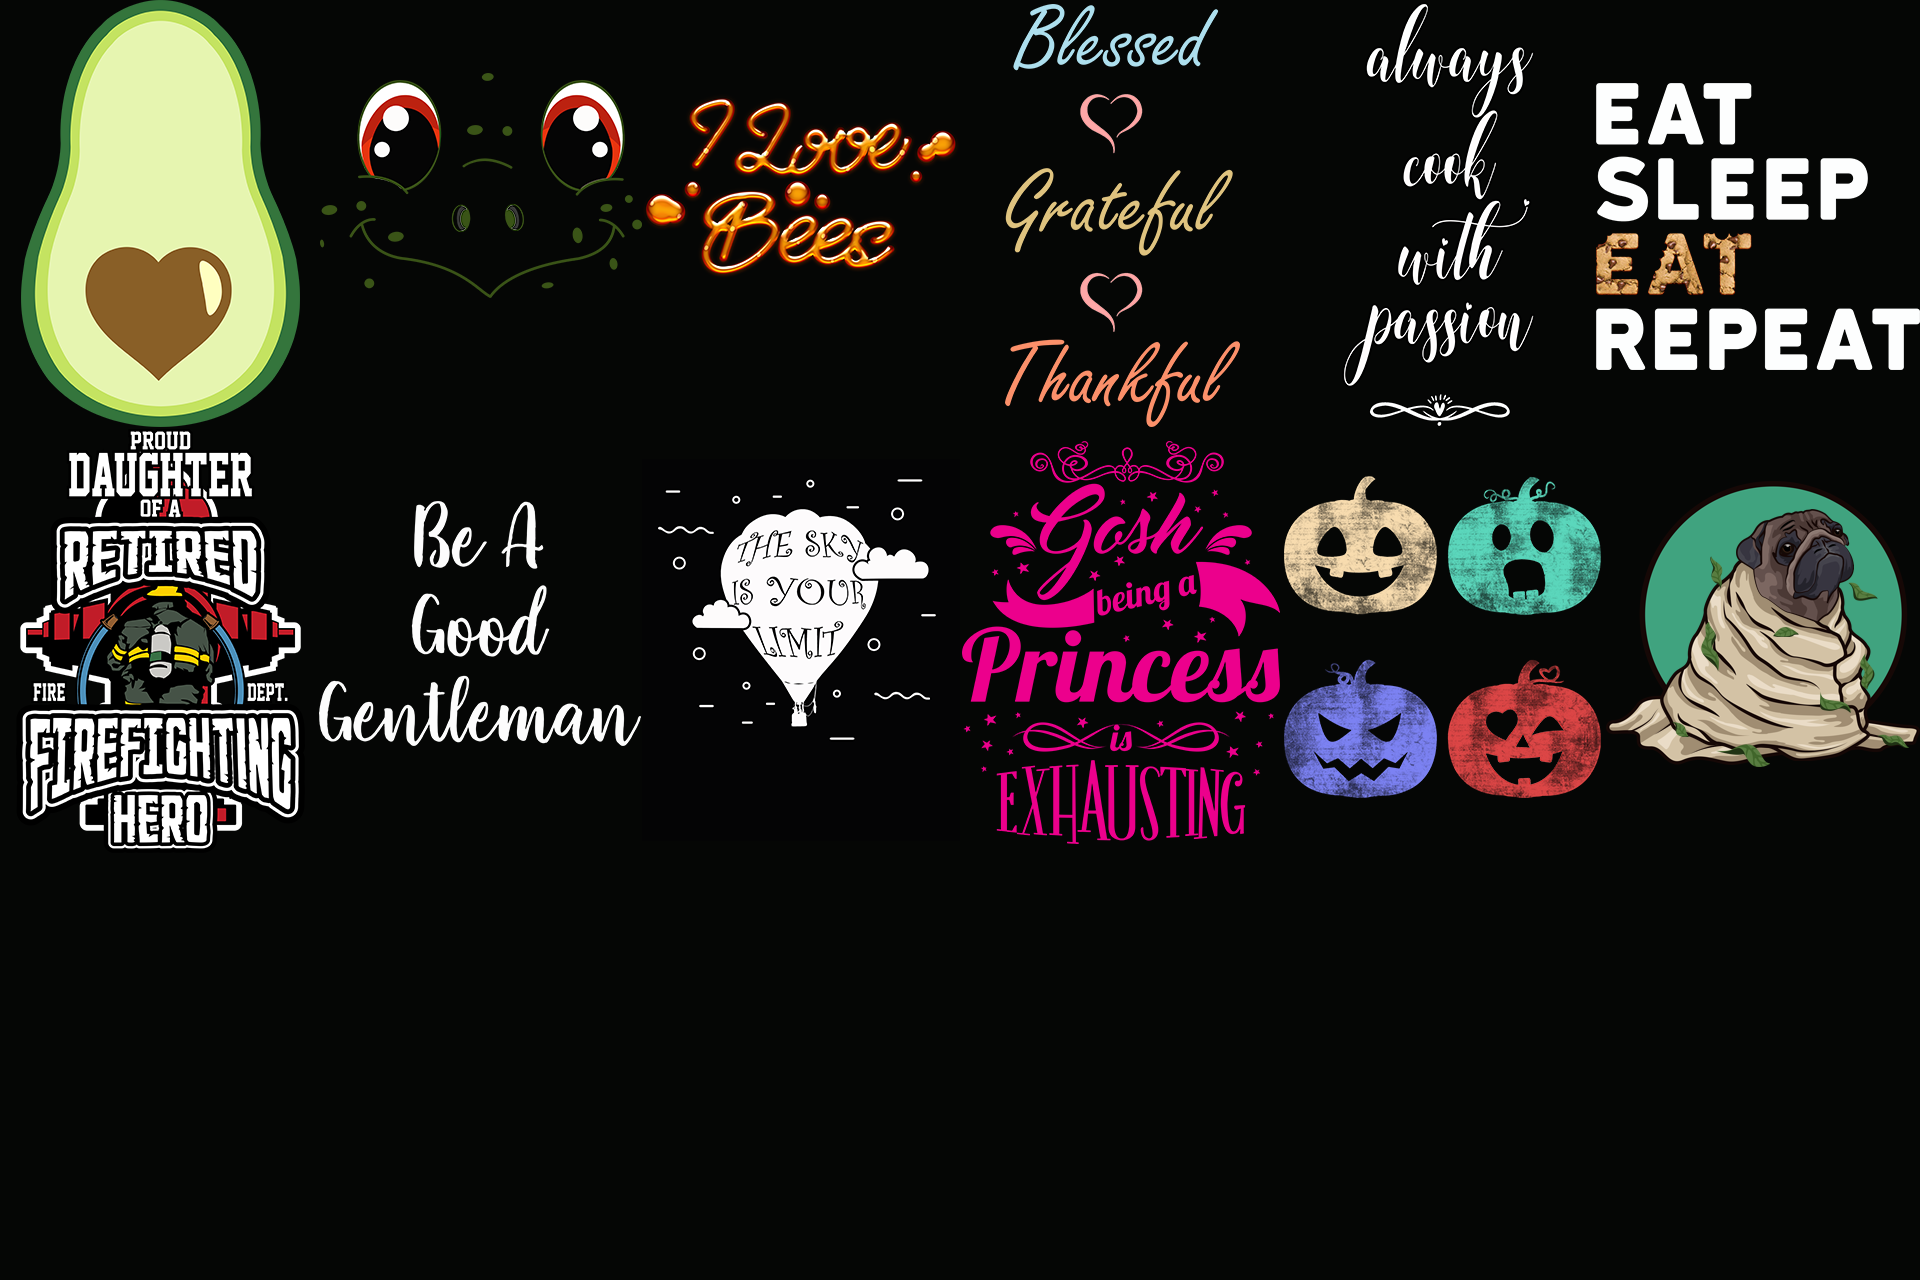 I Love
Bees
Blessed
Grateful
Thankful
always
cook
with
passion
EAT
SLEEP
EAT
REPEAT
PROUD
DAUGHTER
OF A
RETIRED
FIRE DEPT.
FIREFIGHTING
HERO
Be A
Good
Gentleman
THE SKY
IS YOUR
LIMIT
Gosh
being a
Princess
is
EXHAUSTING